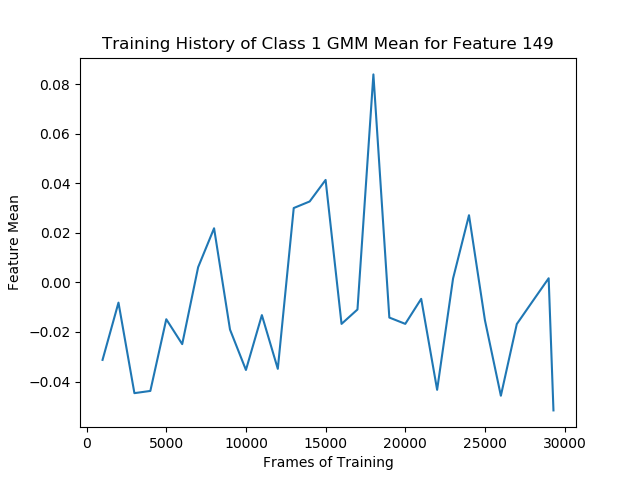 Training History of Class 1 GMM Mean for Feature 149
0.08
0.06
0.04
0.02
0.00
−0.02
−0.04
Feature Mean
0 5000 10000 15000 20000 25000 30000
Frames of Training